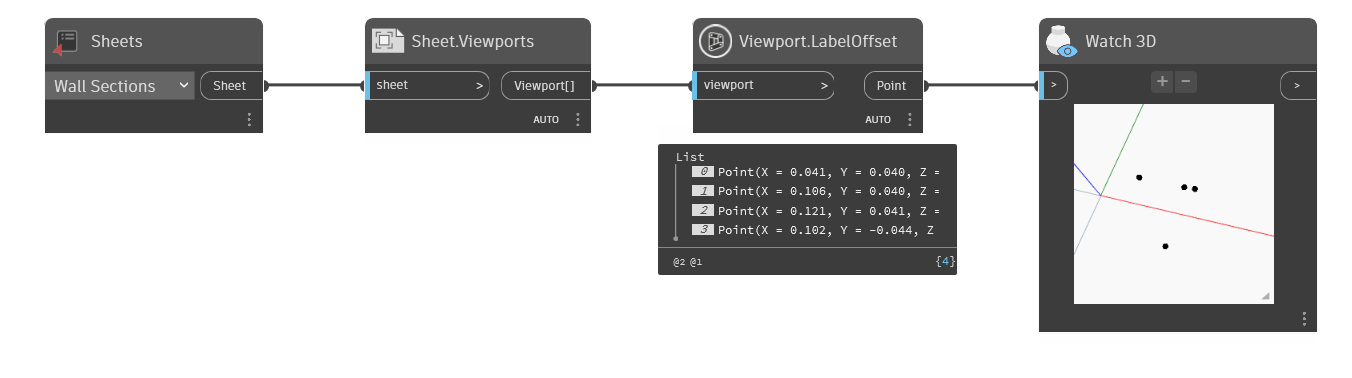 Sheets
Wall Sections
Sheet
Sheet.Viewports
sheet
>
Viewport[]
AUTO
Viewport.LabelOffset
viewport
>
Point
AUTO
List
0 Point(X = 0.041, Y = 0.040, Z =
1 Point(X = 0.106, Y = 0.040, Z =
2 Point(X = 0.121, Y = 0.041, Z =
3 Point(X = 0.102, Y = -0.044, Z
@2 @1
{4}
Watch 3D
+ −
>
>